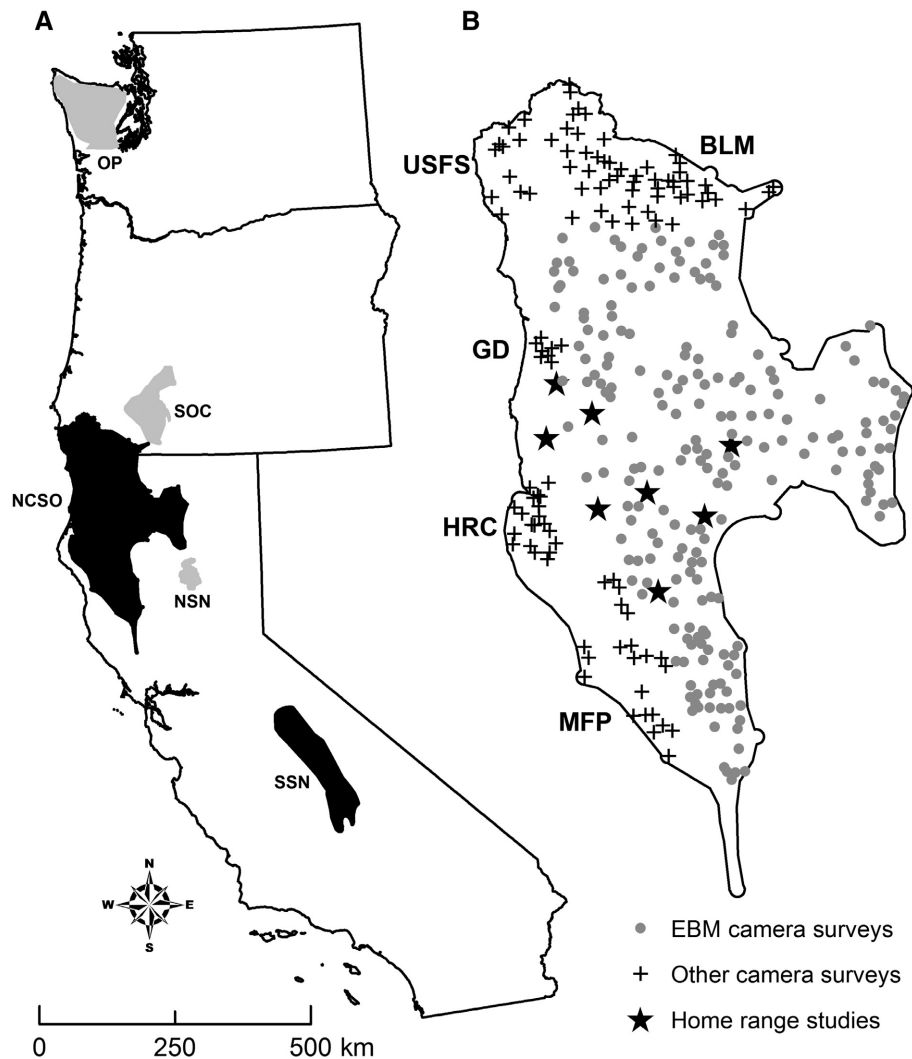 A
OP
SOC
NCSO
NSN
SSN
N
W E
S
0 250 500 km
B
USFS
BLM
GD
HRC
MFP
EBM camera surveys
Other camera surveys
Home range studies